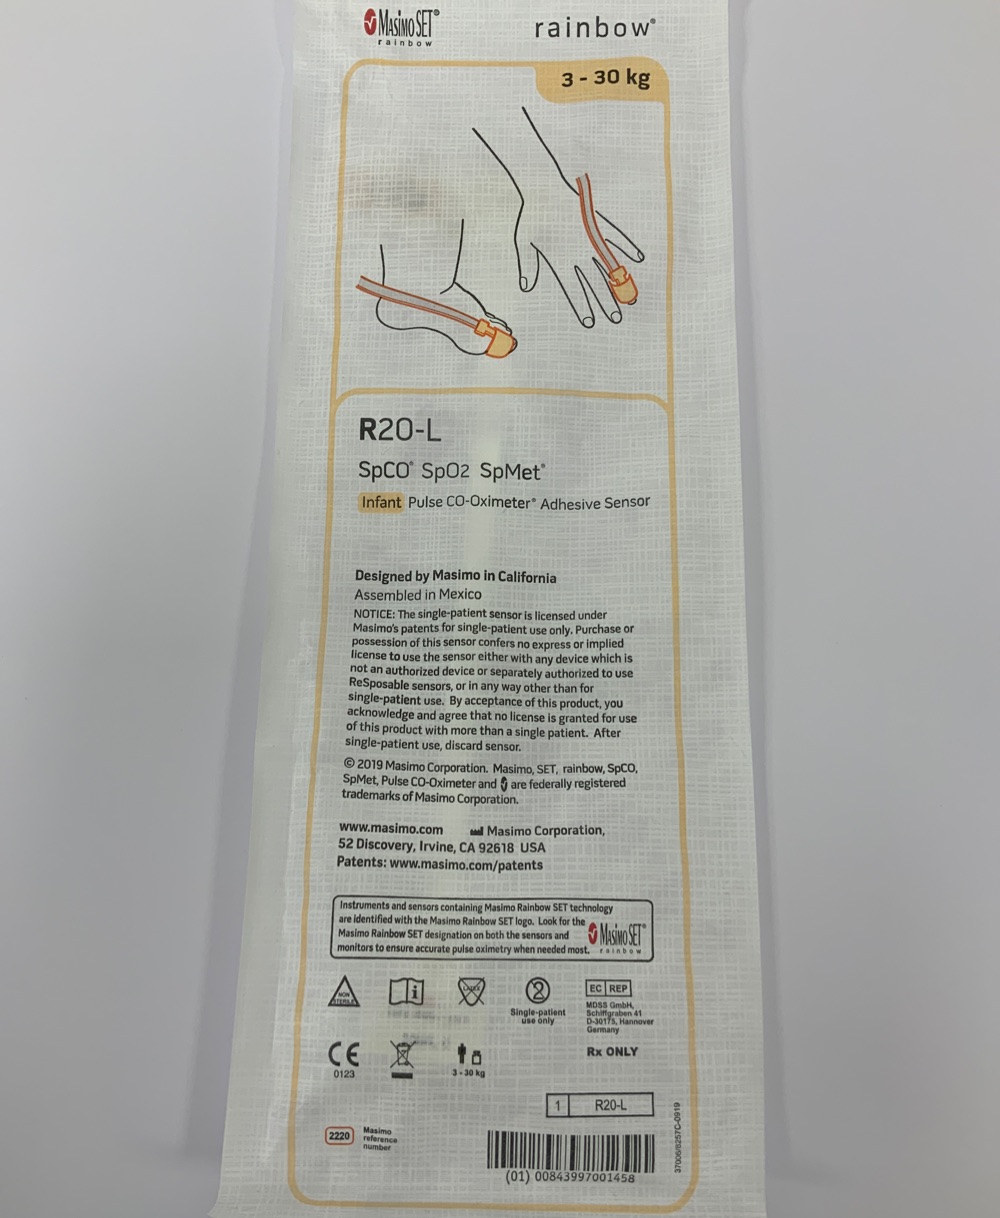 MASIMO SET®
rainbow
rainbow®
3 - 30 kg
R20-L
SpCO® SpO2 SpMet®
Infant Pulse CO-Oximeter® Adhesive Sensor
Designed by Masimo in California
Assembled in Mexico
NOTICE: The single-patient sensor is licensed under
Masimo's patents for single-patient use only. Purchase or
possession of this sensor confers no express or implied
license to use the sensor either with any device which is
not an authorized device or separately authorized to use
ReSposable sensors, or in any way other than for
single-patient use. By acceptance of this product, you
acknowledge and agree that no license is granted for use
of this product with more than a single patient. After
single-patient use, discard sensor.
© 2019 Masimo Corporation. Masimo, SET, rainbow, SpCO,
SpMet, Pulse CO-Oximeter and are federally registered
trademarks of Masimo Corporation.
www.masimo.com Masimo Corporation,
52 Discovery, Irvine, CA 92618 USA
Patents: www.masimo.com/patents
Instruments and sensors containing Masimo Rainbow SET technology
are identified with the Masimo Rainbow SET logo. Look for the
Masimo Rainbow SET designation on both the sensors and
monitors to ensure accurate pulse oximetry when needed most.
MASIMO SET®
rainbow
NON
STERILE
LATEX
2
Single-patient
use only
EC REP
MDSS GmbH,
Schiffgraben 41
D-30175, Hannover
Germany
CE
0123
3 - 30 kg
Rx ONLY
1 R20-L
2220
Masimo
reference
number
(01) 00843997001458
37006/8257C-0919